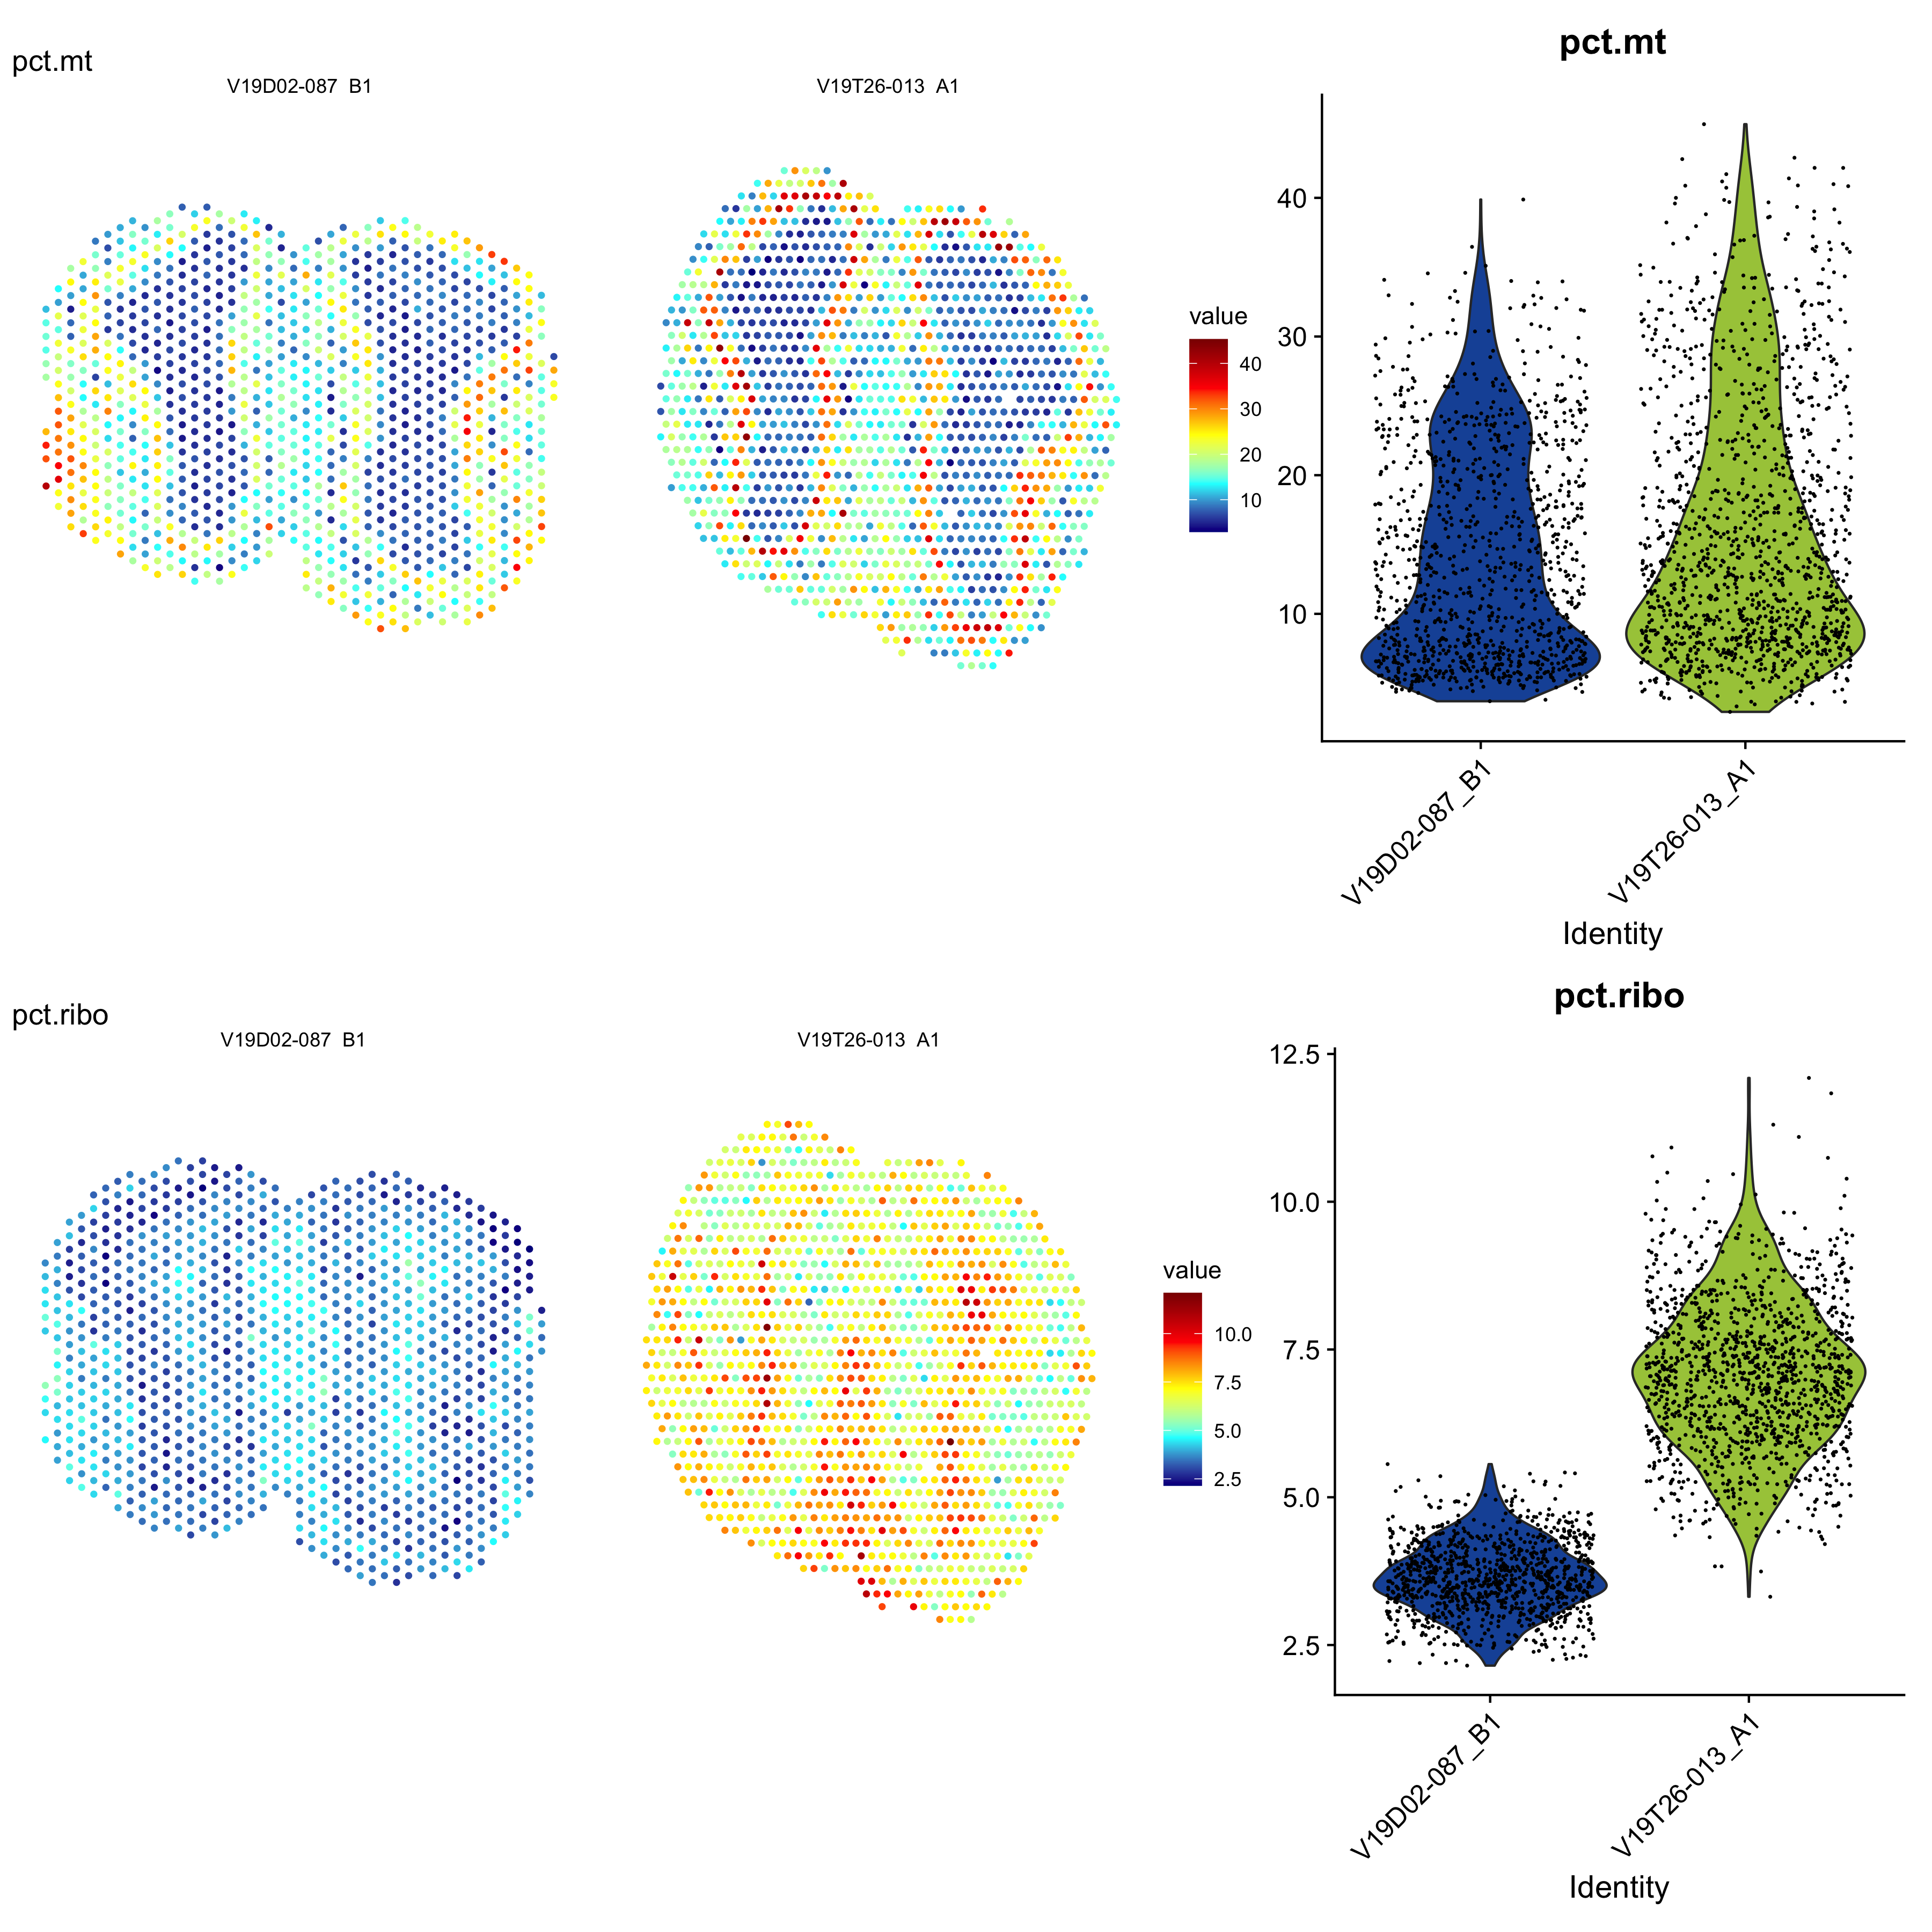 pct.mt
V19D02-087 B1
V19T26-013 A1
value
40
30
20
10
pct.mt
40
30
20
10
V19D02-087_B1
V19T26-013_A1
Identity
pct.ribo
V19D02-087 B1
V19T26-013 A1
value
10.0
7.5
5.0
2.5
pct.ribo
12.5
10.0
7.5
5.0
2.5
V19D02-087_B1
V19T26-013_A1
Identity